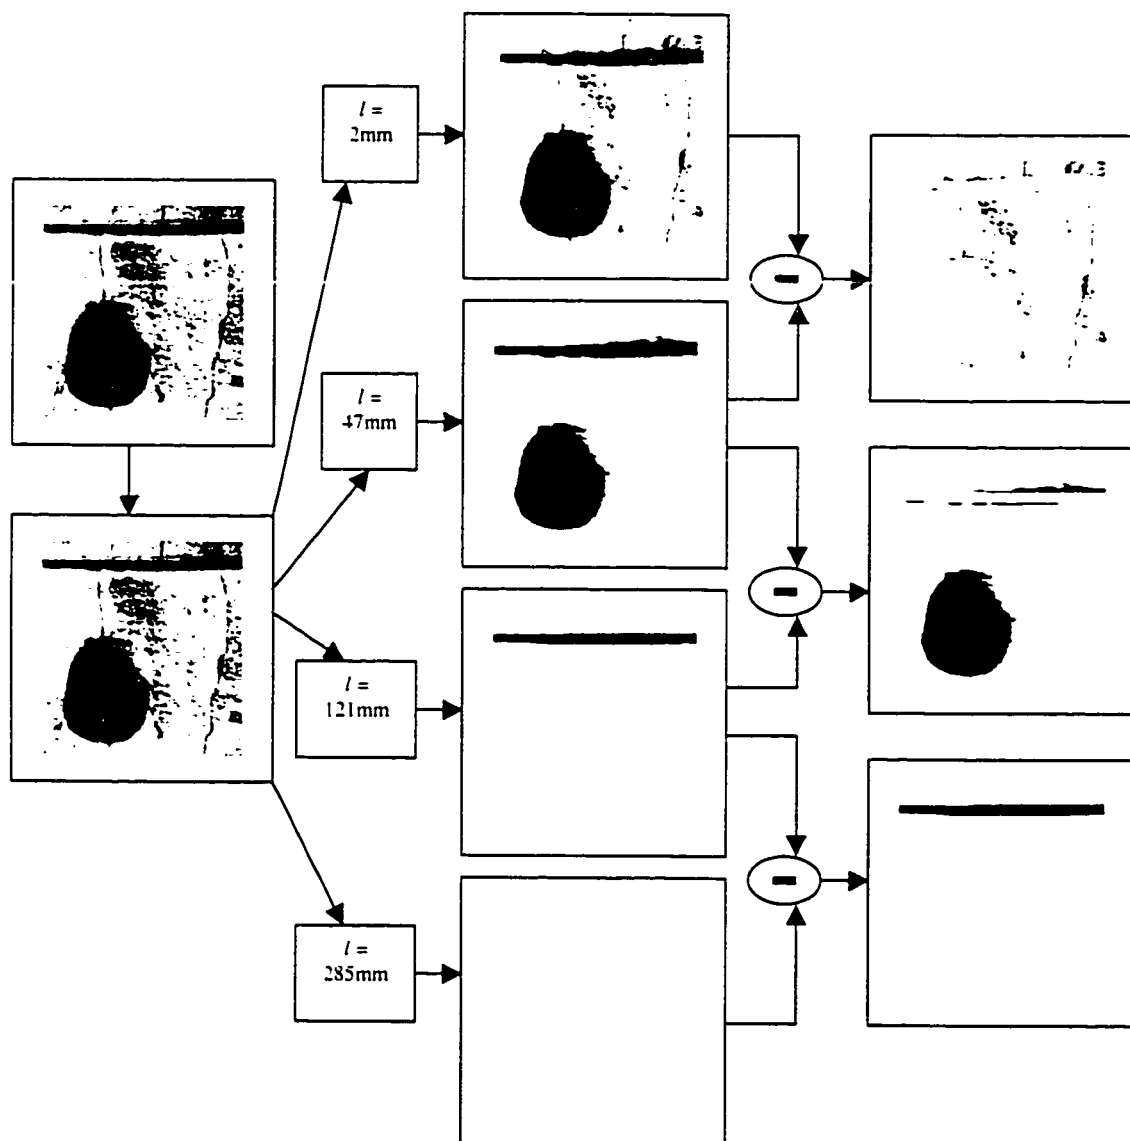 l =
2mm
l =
47mm
l =
121mm
l =
285mm